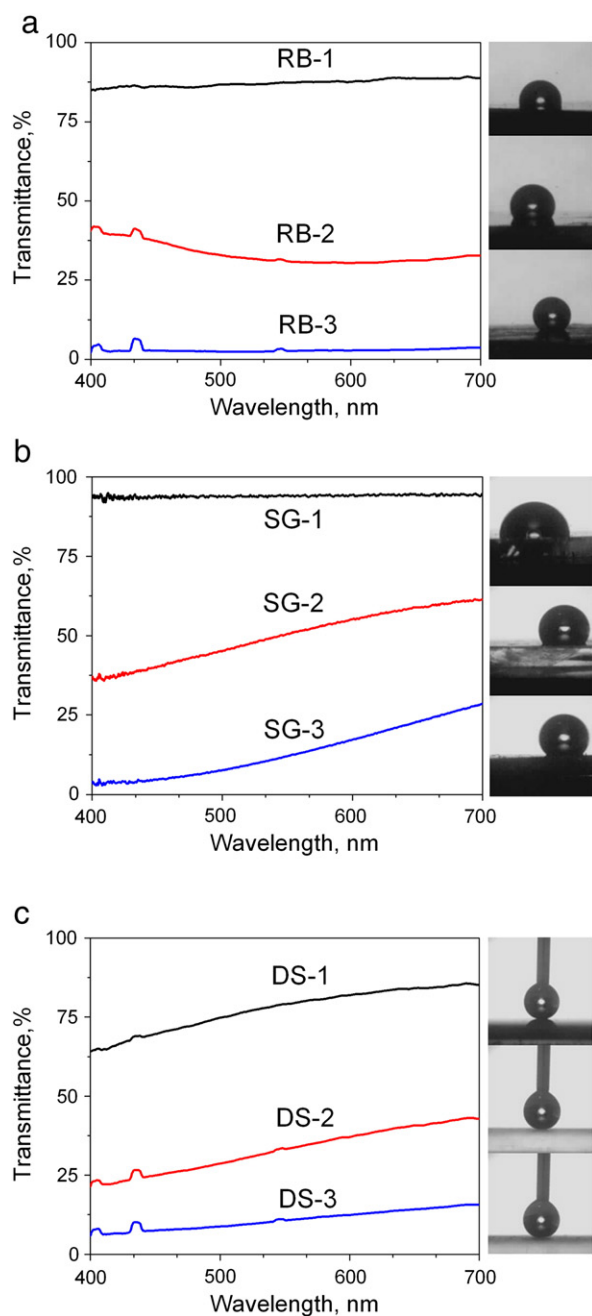 a
100
RB-1
75
Transmittance,%
50
RB-2
25
RB-3
0
400 500 600 700
Wavelength, nm
b
100
SG-1
75
Transmittance,%
SG-2
50
25
SG-3
0
400 500 600 700
Wavelength, nm
c
100
DS-1
75
Transmittance,%
50
DS-2
25
DS-3
0
400 500 600 700
Wavelength, nm